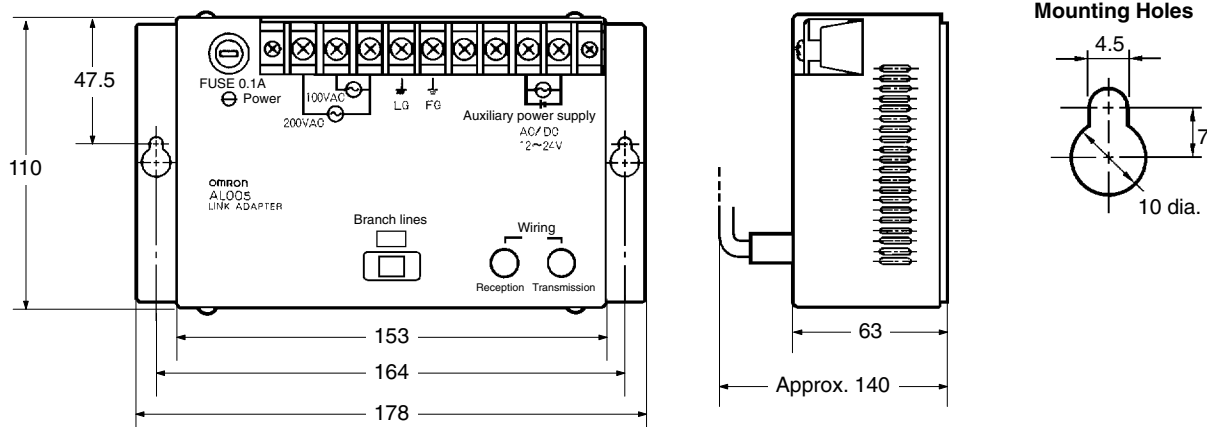 Mounting Holes
4.5
7
10 dia.
47.5
110
FUSE 0.1A
Power
100VAC
200VAC
LG
FG
Auxiliary power supply
AC/DC
12~24V
OMRON
AL005
LINK ADAPTER
Branch lines
Wiring
Reception
Transmission
153
164
178
63
Approx. 140